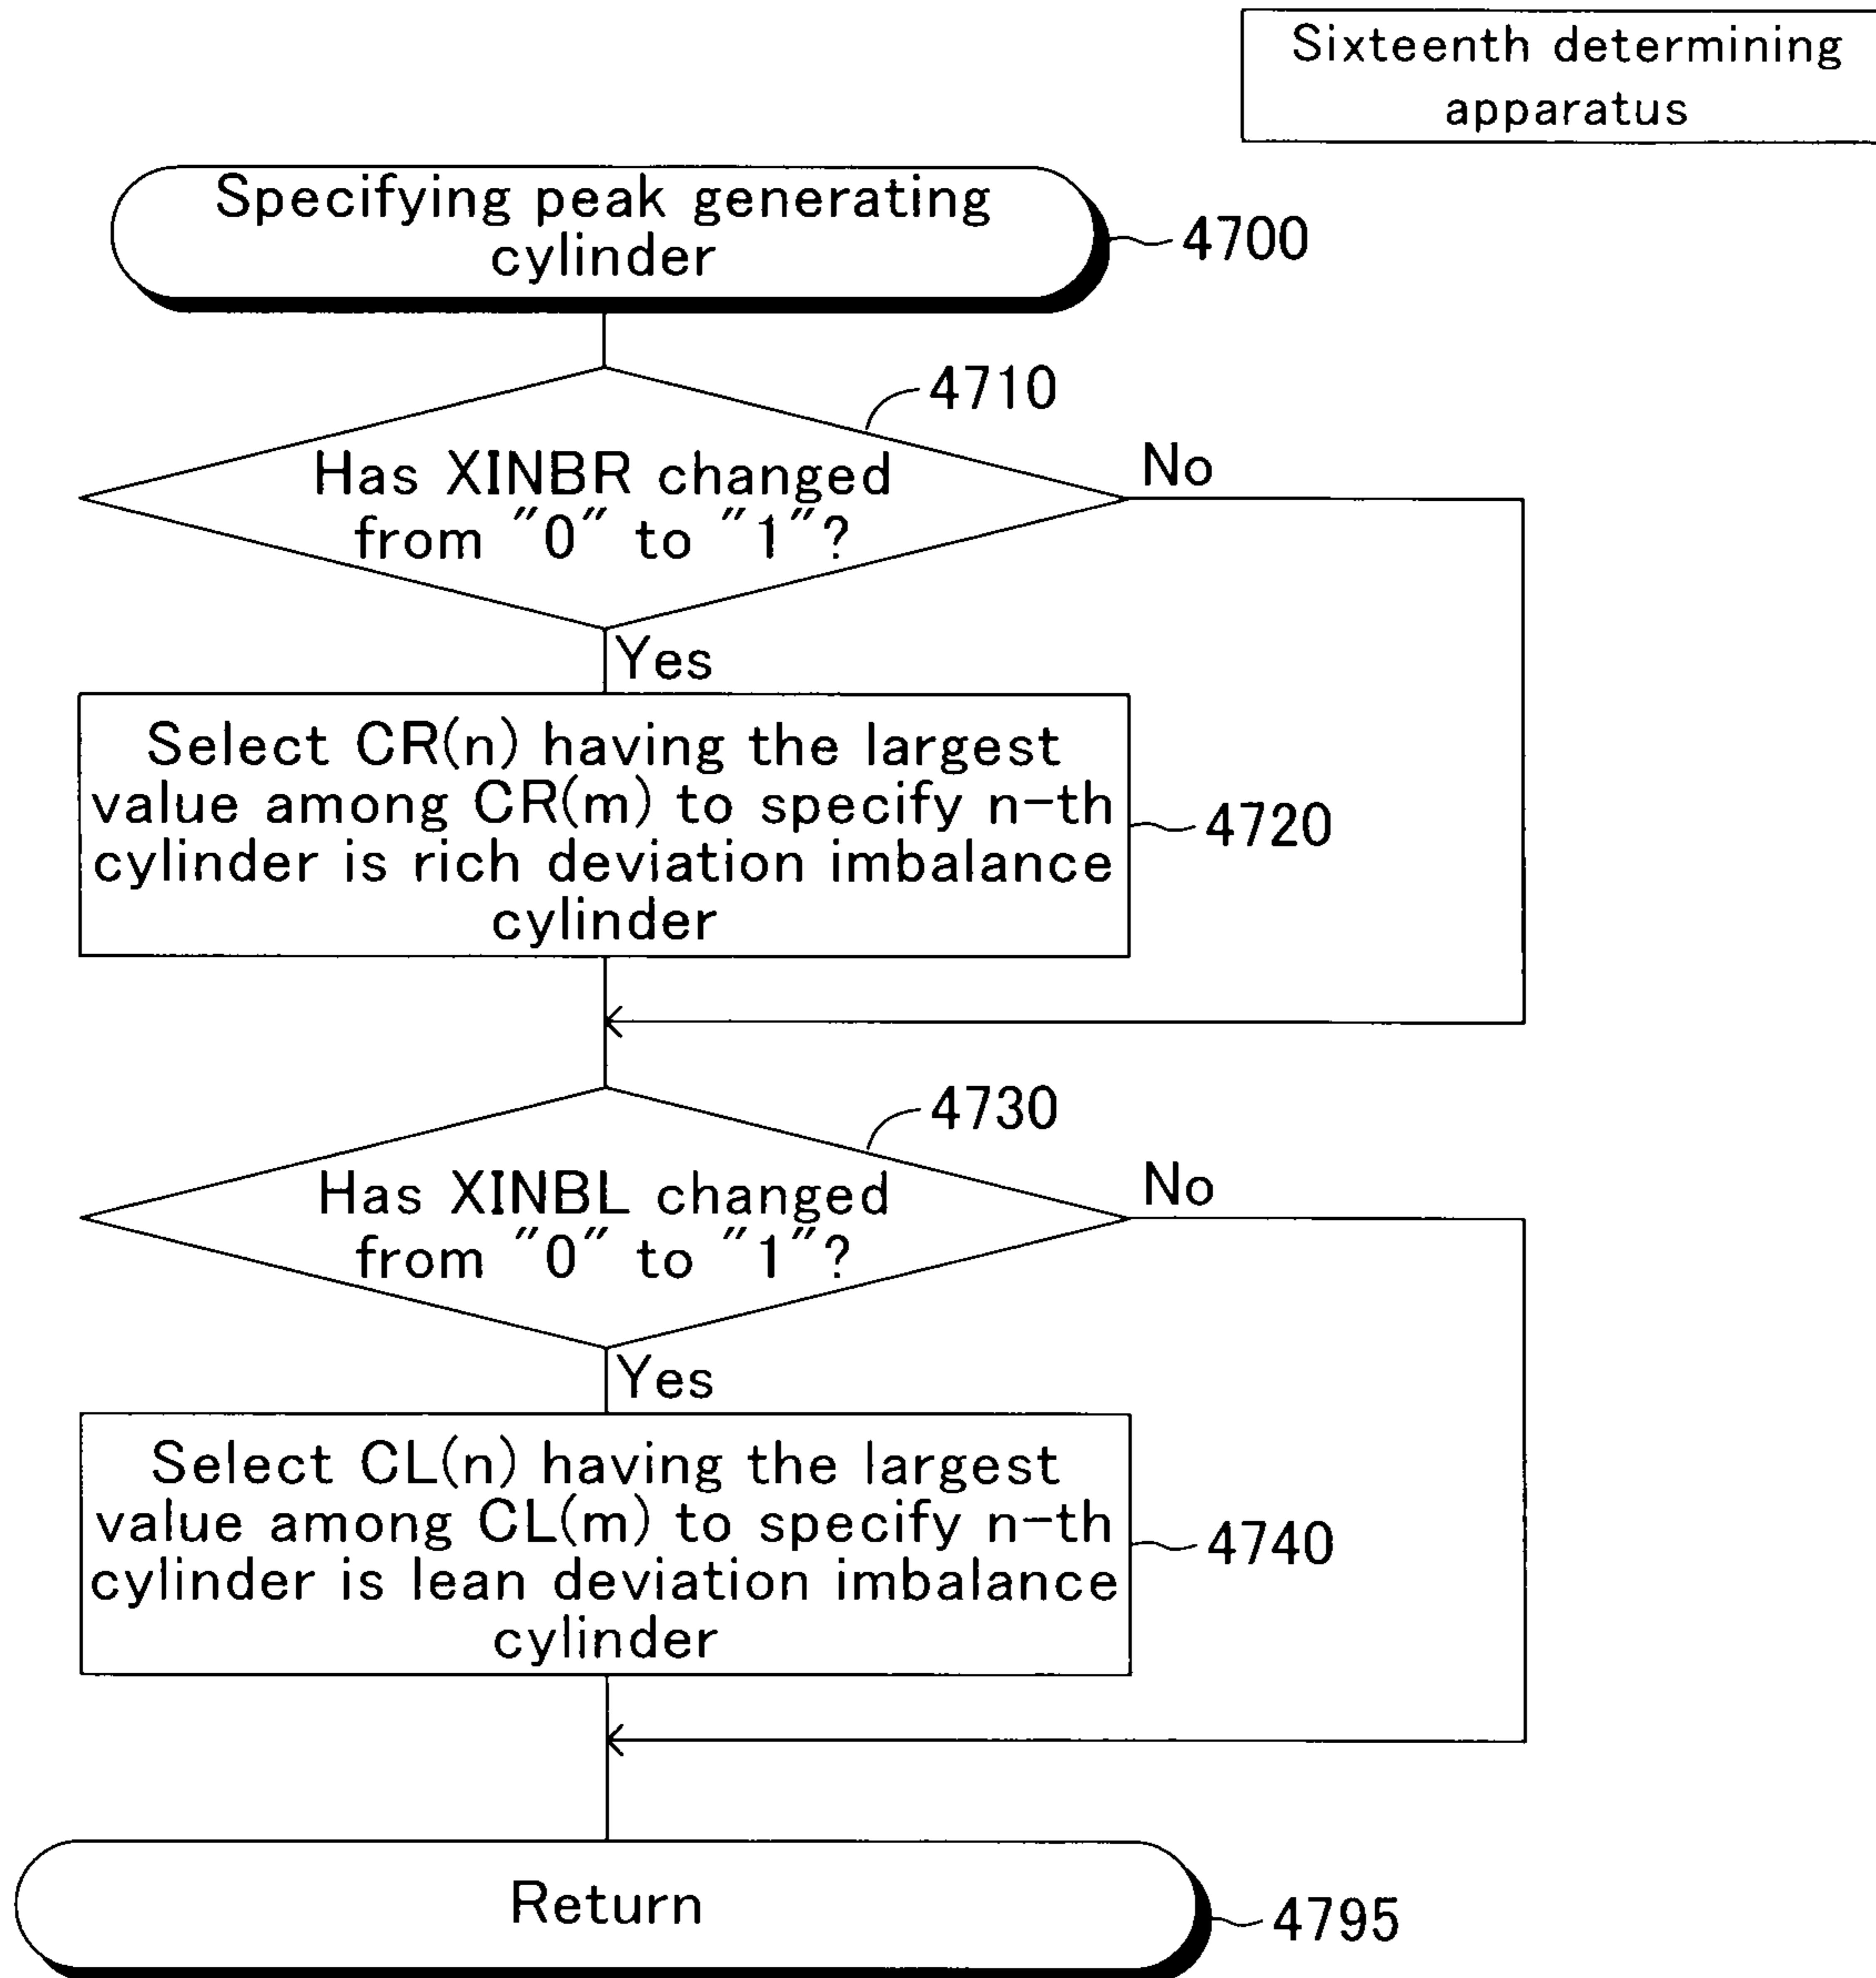 Sixteenth determining
apparatus
Specifying peak generating
cylinder
4700
4710
Has XINBR changed
from "0" to "1"?
No
Yes
Select CR(n) having the largest
value among CR(m) to specify n-th
cylinder is rich deviation imbalance
cylinder
4720
4730
Has XINBL changed
from "0" to "1"?
No
Yes
Select CL(n) having the largest
value among CL(m) to specify n-th
cylinder is lean deviation imbalance
cylinder
4740
Return
4795